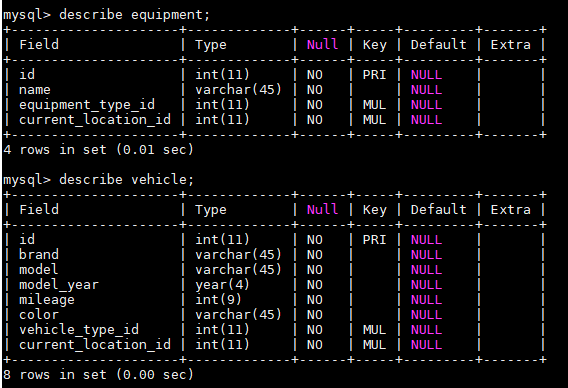 mysql> describe equipment;
+---------------------+-------------+------+-----+---------+-------+
| Field               | Type        | Null | Key | Default | Extra |
+---------------------+-------------+------+-----+---------+-------+
| id                  | int(11)     | NO   | PRI | NULL    |       |
| name                | varchar(45) | NO   |     | NULL    |       |
| equipment_type_id   | int(11)     | NO   | MUL | NULL    |       |
| current_location_id | int(11)     | NO   | MUL | NULL    |       |
+---------------------+-------------+------+-----+---------+-------+
4 rows in set (0.01 sec)
mysql> describe vehicle;
+---------------------+-------------+------+-----+---------+-------+
| Field               | Type        | Null | Key | Default | Extra |
+---------------------+-------------+------+-----+---------+-------+
| id                  | int(11)     | NO   | PRI | NULL    |       |
| brand               | varchar(45) | NO   |     | NULL    |       |
| model               | varchar(45) | NO   |     | NULL    |       |
| model_year          | year(4)     | NO   |     | NULL    |       |
| mileage             | int(9)      | NO   |     | NULL    |       |
| color               | varchar(45) | NO   |     | NULL    |       |
| vehicle_type_id     | int(11)     | NO   | MUL | NULL    |       |
| current_location_id | int(11)     | NO   | MUL | NULL    |       |
+---------------------+-------------+------+-----+---------+-------+
8 rows in set (0.00 sec)